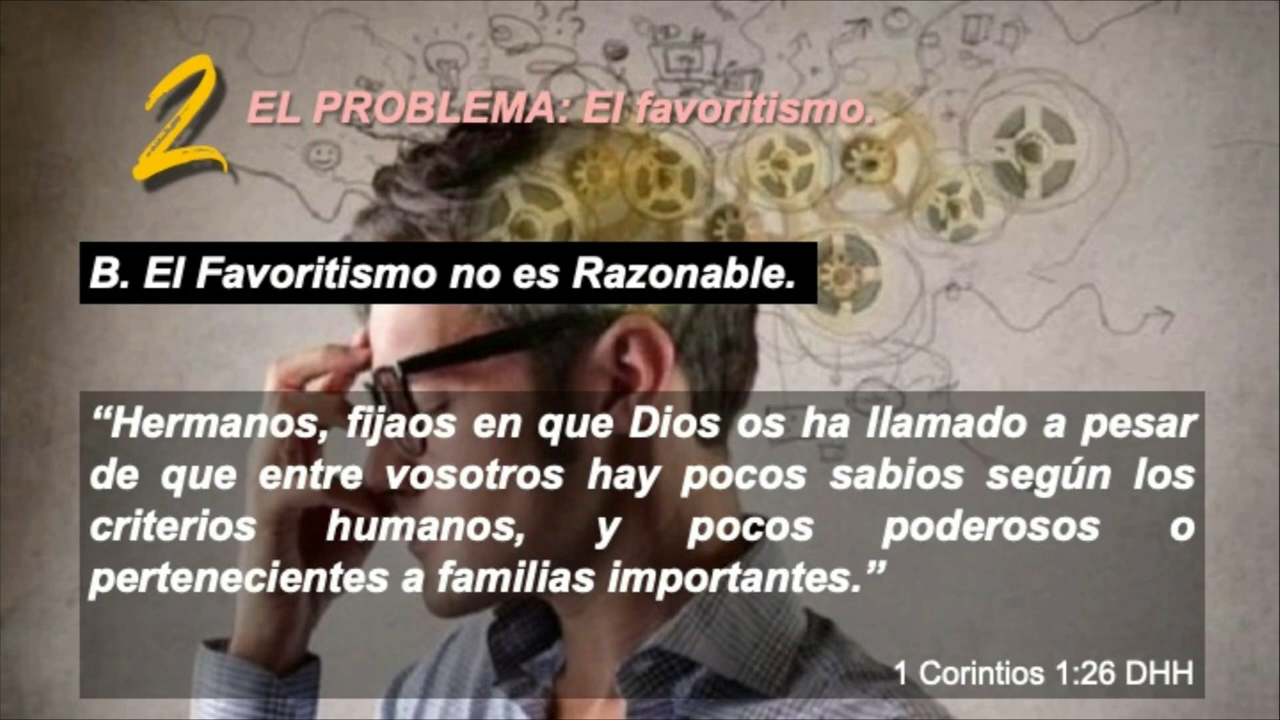 2
EL PROBLEMA: El favoritismo.
B. El Favoritismo no es Razonable.
“Hermanos, fijaos en que Dios os ha llamado a pesar
de que entre vosotros hay pocos sabios según los
criterios humanos, y pocos poderosos o
pertenecientes a familias importantes.”
1 Corintios 1:26 DHH